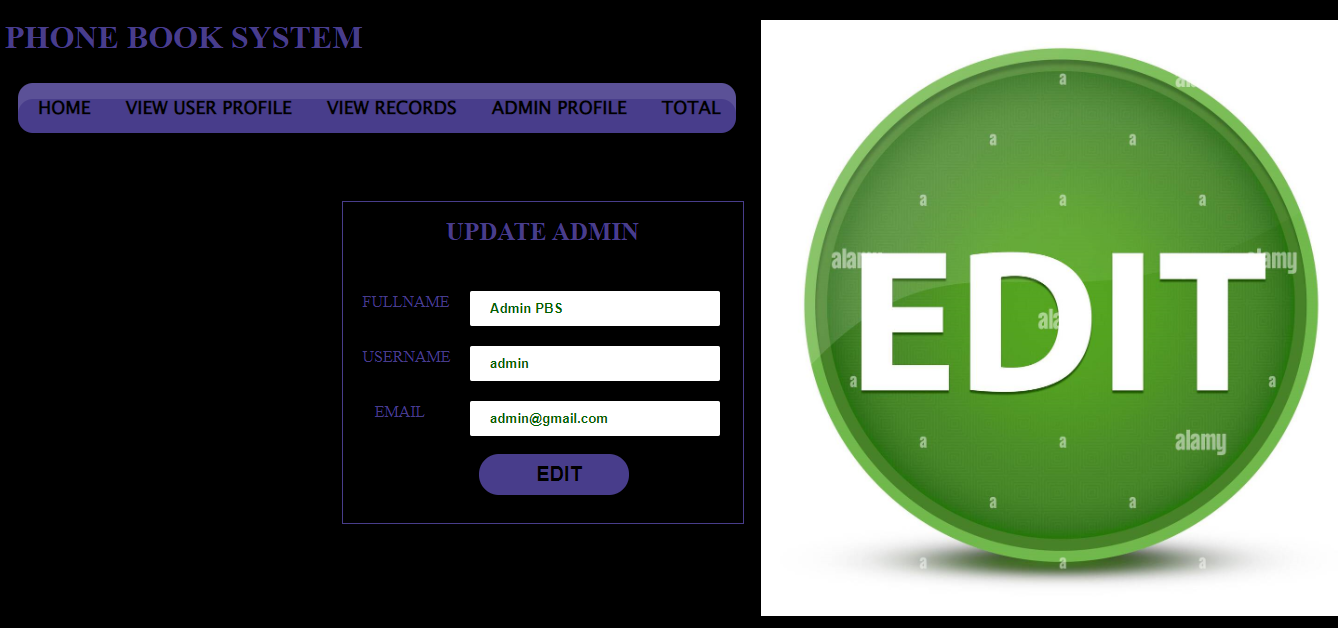 PHONE BOOK SYSTEM
HOME VIEW USER PROFILE VIEW RECORDS ADMIN PROFILE TOTAL
UPDATE ADMIN
FULLNAME Admin PBS
USERNAME admin
EMAIL admin@gmail.com
EDIT
a
a a
a a a
alamy alamy
EDIT
a a
a a alamy
a a
a a a